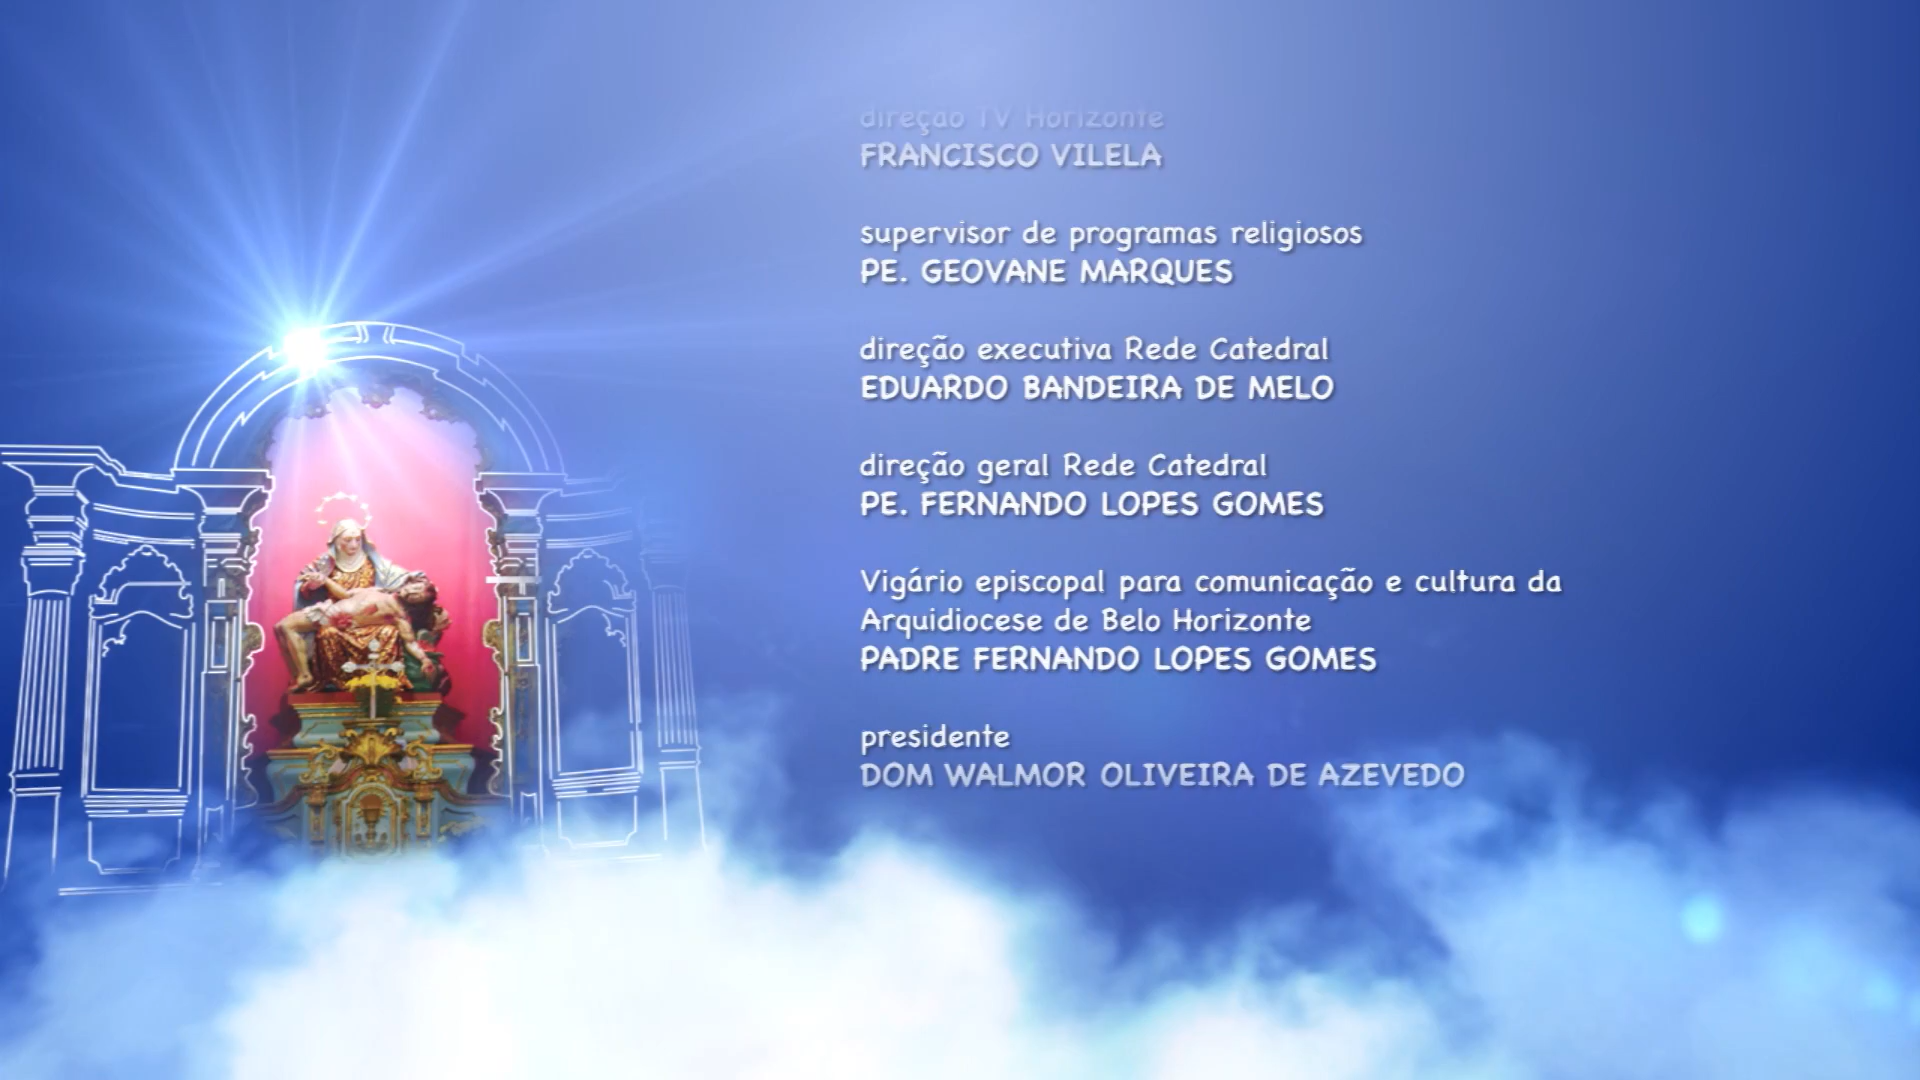 direção TV Horizonte
FRANCISCO VILELA
supervisor de programas religiosos
PE. GEOVANE MARQUES
direção executiva Rede Catedral
EDUARDO BANDEIRA DE MELO
direção geral Rede Catedral
PE. FERNANDO LOPES GOMES
Vigário episcopal para comunicação e cultura da
Arquidiocese de Belo Horizonte
PADRE FERNANDO LOPES GOMES
presidente
DOM WALMOR OLIVEIRA DE AZEVEDO